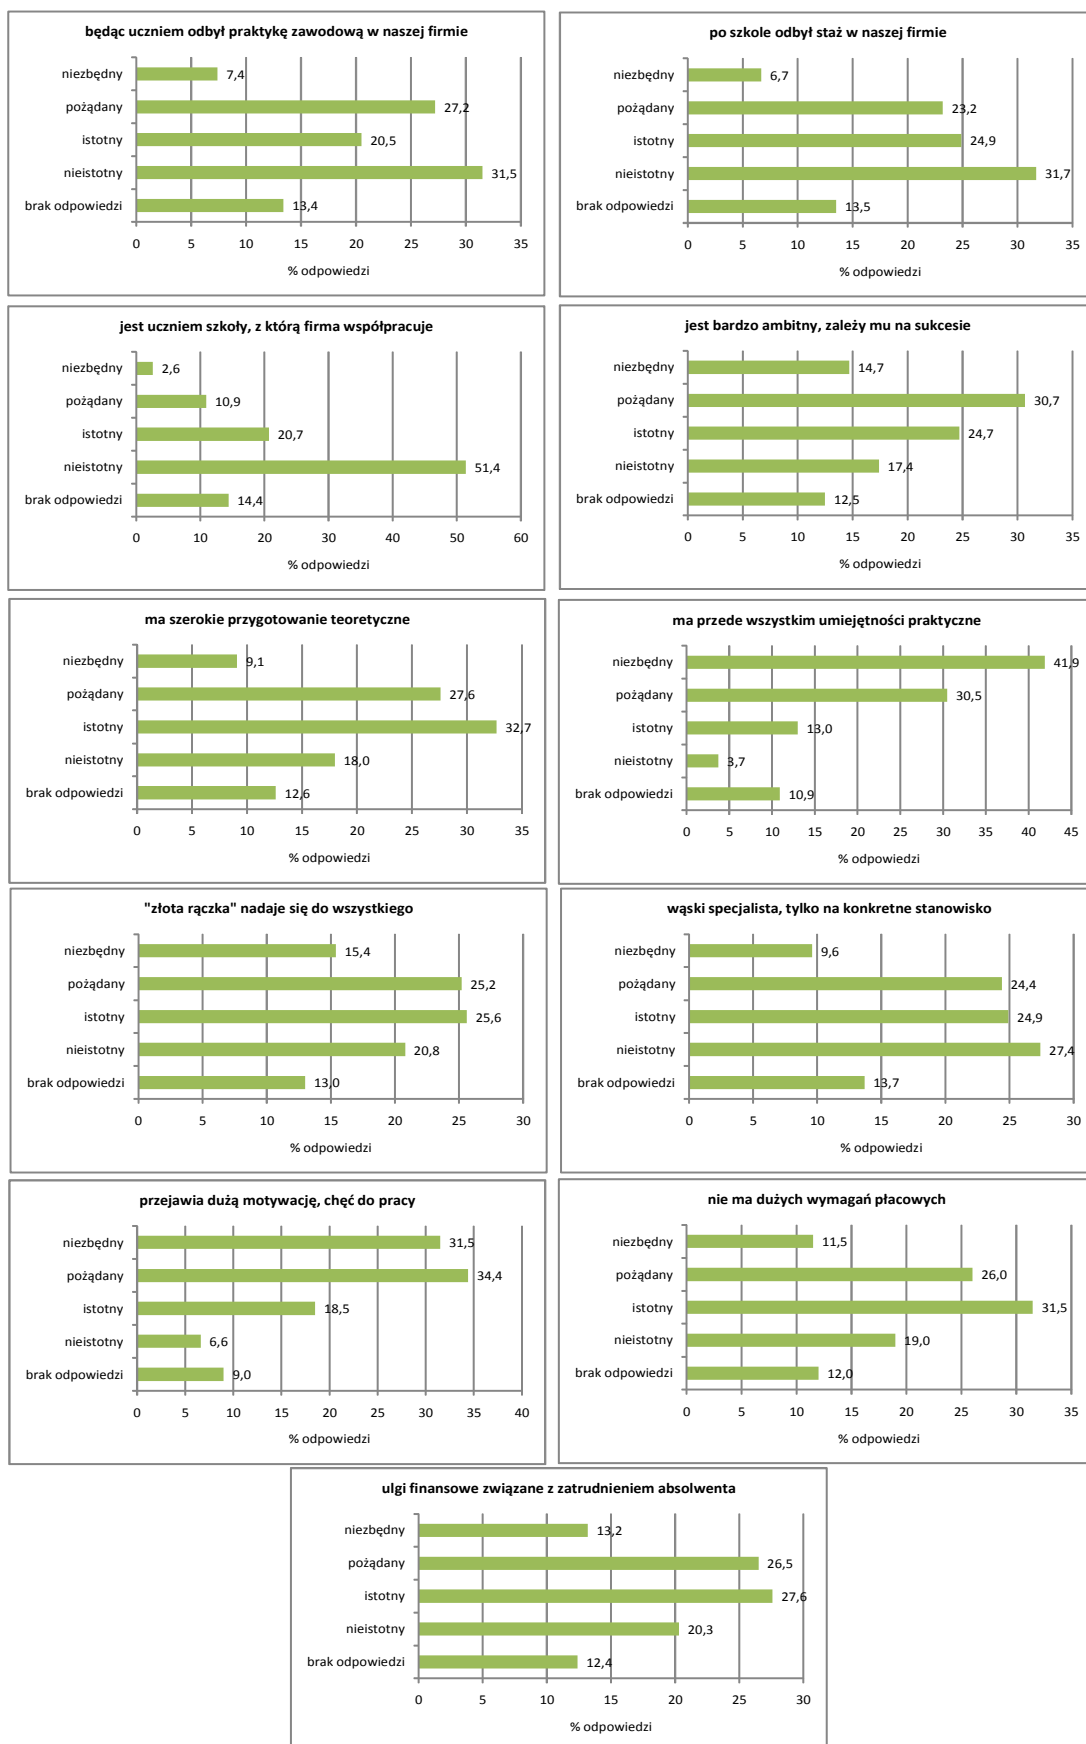 będąc uczniem odbył praktykę zawodową w naszej firmie
niezbędny 7,4
pożądany 27,2
istotny 20,5
nieistotny 31,5
brak odpowiedzi 13,4
0 5 10 15 20 25 30 35
% odpowiedzi
po szkole odbył staż w naszej firmie
niezbędny 6,7
pożądany 23,2
istotny 24,9
nieistotny 31,7
brak odpowiedzi 13,5
0 5 10 15 20 25 30 35
% odpowiedzi
jest uczniem szkoły, z którą firma współpracuje
niezbędny 2,6
pożądany 10,9
istotny 20,7
nieistotny 51,4
brak odpowiedzi 14,4
0 10 20 30 40 50 60
% odpowiedzi
jest bardzo ambitny, zależy mu na sukcesie
niezbędny 14,7
pożądany 30,7
istotny 24,7
nieistotny 17,4
brak odpowiedzi 12,5
0 5 10 15 20 25 30 35
% odpowiedzi
ma szerokie przygotowanie teoretyczne
niezbędny 9,1
pożądany 27,6
istotny 32,7
nieistotny 18,0
brak odpowiedzi 12,6
0 5 10 15 20 25 30 35
% odpowiedzi
ma przede wszystkim umiejętności praktyczne
niezbędny 41,9
pożądany 30,5
istotny 13,0
nieistotny 3,7
brak odpowiedzi 10,9
0 5 10 15 20 25 30 35 40 45
% odpowiedzi
"złota rączka" nadaje się do wszystkiego
niezbędny 15,4
pożądany 25,2
istotny 25,6
nieistotny 20,8
brak odpowiedzi 13,0
0 5 10 15 20 25 30
% odpowiedzi
wąski specjalista, tylko na konkretne stanowisko
niezbędny 9,6
pożądany 24,4
istotny 24,9
nieistotny 27,4
brak odpowiedzi 13,7
0 5 10 15 20 25 30
% odpowiedzi
przejawia dużą motywację, chęć do pracy
niezbędny 31,5
pożądany 34,4
istotny 18,5
nieistotny 6,6
brak odpowiedzi 9,0
0 5 10 15 20 25 30 35 40
% odpowiedzi
nie ma dużych wymagań płacowych
niezbędny 11,5
pożądany 26,0
istotny 31,5
nieistotny 19,0
brak odpowiedzi 12,0
0 5 10 15 20 25 30 35
% odpowiedzi
ulgi finansowe związane z zatrudnieniem absolwenta
niezbędny 13,2
pożądany 26,5
istotny 27,6
nieistotny 20,3
brak odpowiedzi 12,4
0 5 10 15 20 25 30
% odpowiedzi